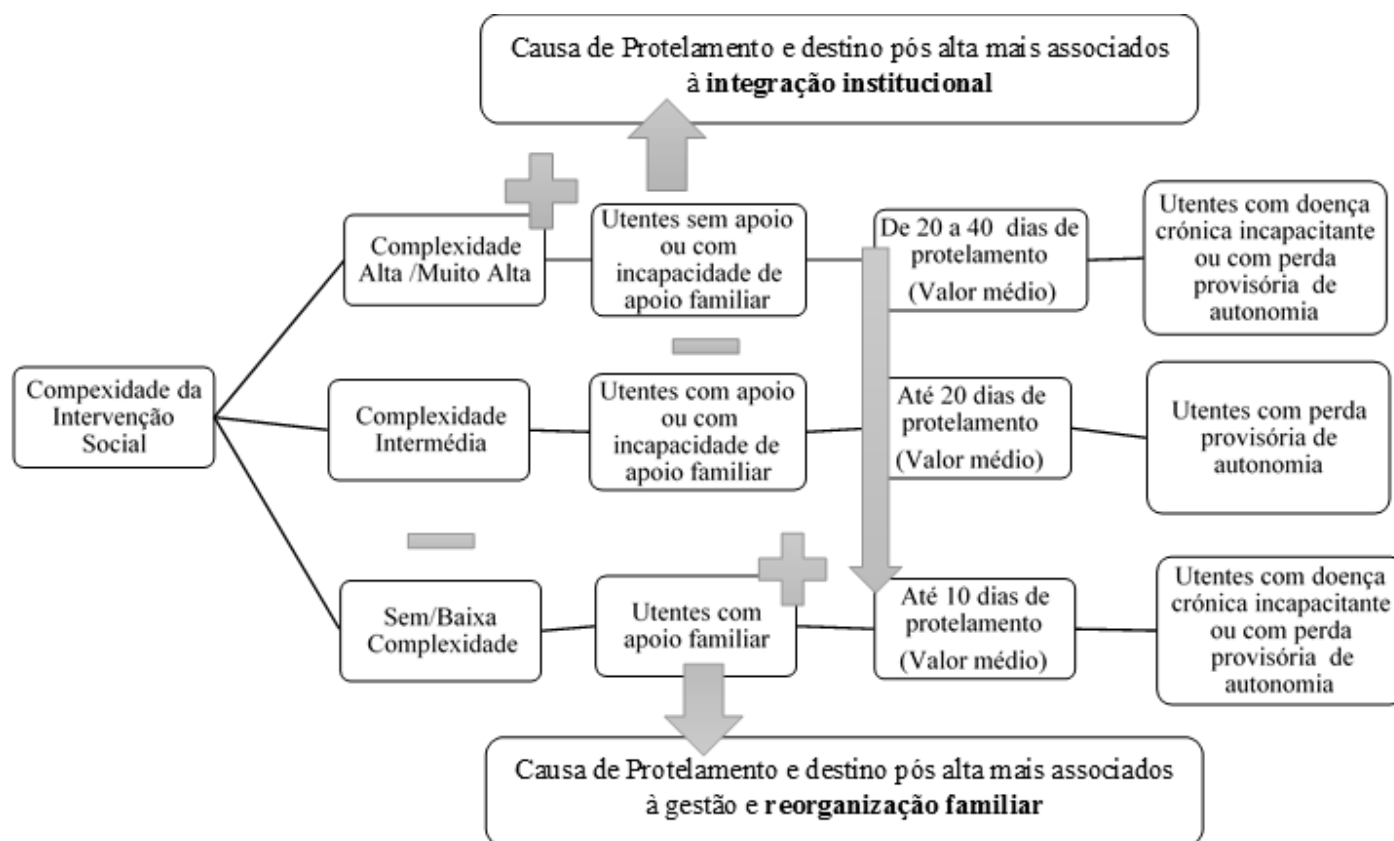 Causa de Protelamento e destino pós alta mais associados
à integração institucional
Complexidade
Alta /Muito Alta
Utentes sem apoio
ou com
incapacidade de
apoio familiar
De 20 a 40 dias de
protelamento
(Valor médio)
Utentes com doença
crónica incapacitante
ou com perda
provisória de
autonomia
Compexidade da
Intervenção
Social
Complexidade
Intermédia
Utentes com apoio
ou com
incapacidade de
apoio familiar
Até 20 dias de
protelamento
(Valor médio)
Utentes com perda
provisória de
autonomia
Sem/Baixa
Complexidade
Utentes com
apoio familiar
Até 10 dias de
protelamento
(Valor médio)
Utentes com doença
crónica incapacitante
ou com perda
provisória de
autonomia
Causa de Protelamento e destino pós alta mais associados
à gestão e reorganização familiar